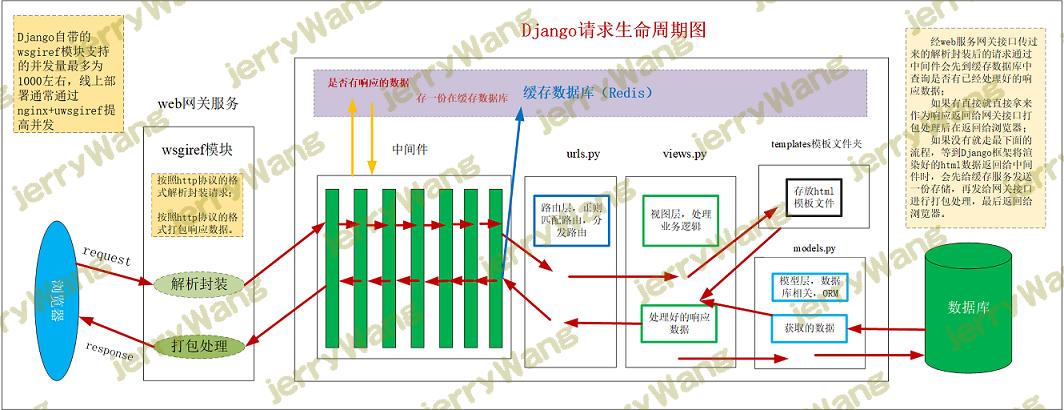 Django请求生命周期图
Django自带的
wsgiref模块支持
的并发量最多为
1000左右，线上部
署通常通过
nginx+uwsgiref提
高并发
经web服务网关接口传过
来的解析封装后的请求通过
中间件会先到缓存数据库中
查询是否有已经处理好的响
应数据；
如果有直接就直接拿来
作为响应返回给网关接口打
包处理后在返回给浏览器；
如果没有就走最下面的
流程，等到Django框架将渲
染好的html数据返回给中间
件时，会先给缓存服务发送
一份存储，再发给网关接口
进行打包处理，最后返回给
浏览器。
web网关服务
wsgiref模块
按照http协议的格
式解析封装请求；
按照http协议的格
式打包响应数据。
浏览器
request
response
解析封装
打包处理
是否有响应的数据
存一份在缓存数据库
缓存数据库（Redis）
中间件
urls.py
路由层，正则
匹配路由，分
发路由
views.py
视图层，处理
业务逻辑
处理好的响应
数据
templates模板文件夹
存放html
模板文件
models.py
模型层，数据
库相关，ORM
获取的数据
数据库
jerryWang